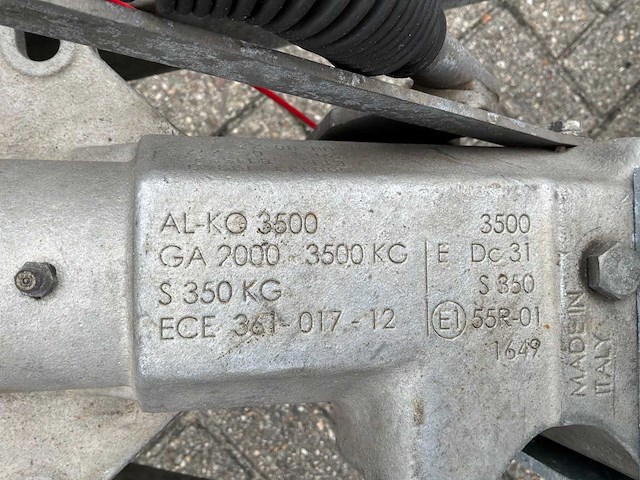 AL-KO 3500
GA 2000 - 3500 KG
S 350 KG
ECE 361-017-12
3500
E Dc 31
S 350
E1 55R-01
1649
MADE IN
ITALY